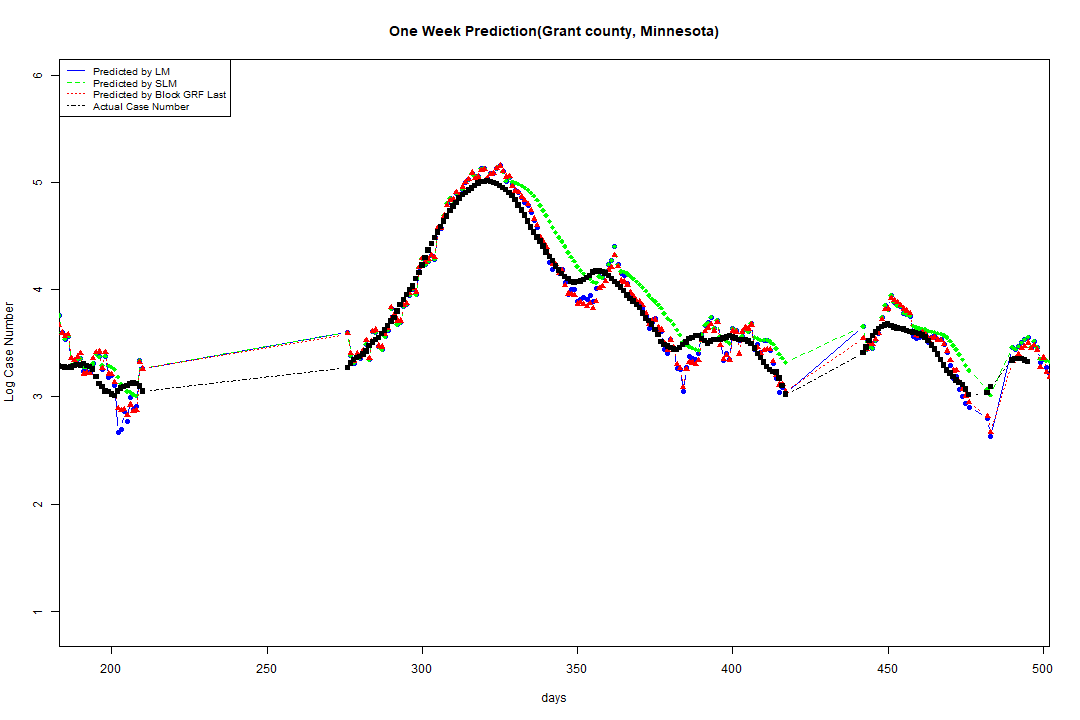 One Week Prediction(Grant county, Minnesota)
Predicted by LM
Predicted by SLM
Predicted by Block GRF Last
Actual Case Number
6
5
4
3
2
1
Log Case Number
200 250 300 350 400 450 500
days